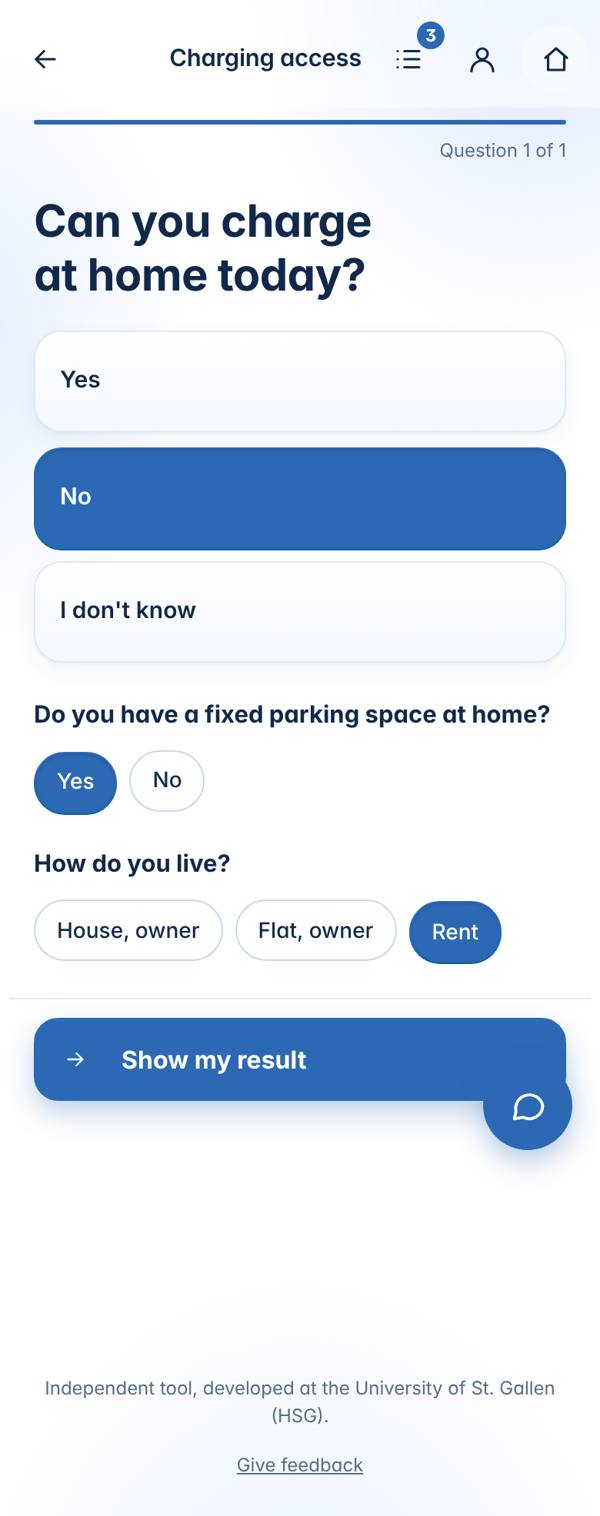 Charging access
3
Question 1 of 1
Can you charge
at home today?
Yes
No
I don't know
Do you have a fixed parking space at home?
Yes
No
How do you live?
House, owner
Flat, owner
Rent
Show my result
Independent tool, developed at the University of St. Gallen
(HSG).
Give feedback